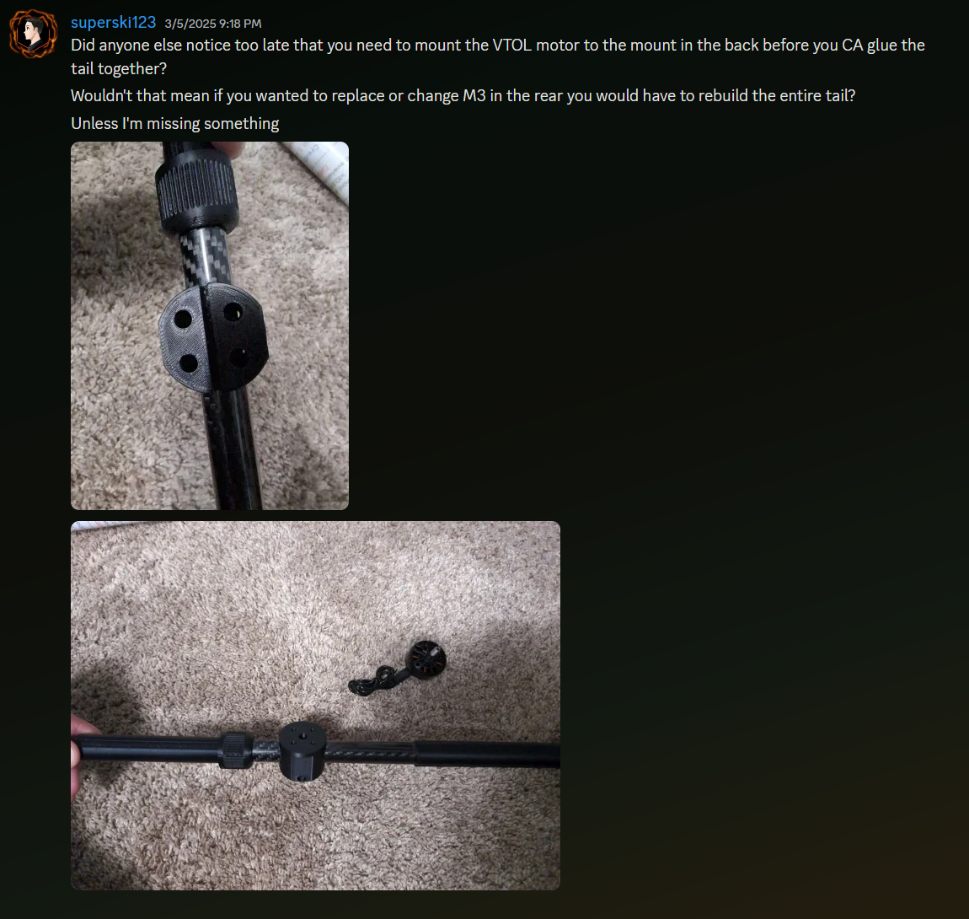 superski123 3/5/2025 9:18 PM
Did anyone else notice too late that you need to mount the VTOL motor to the mount in the back before you CA glue the
tail together?
Wouldn't that mean if you wanted to replace or change M3 in the rear you would have to rebuild the entire tail?
Unless I'm missing something